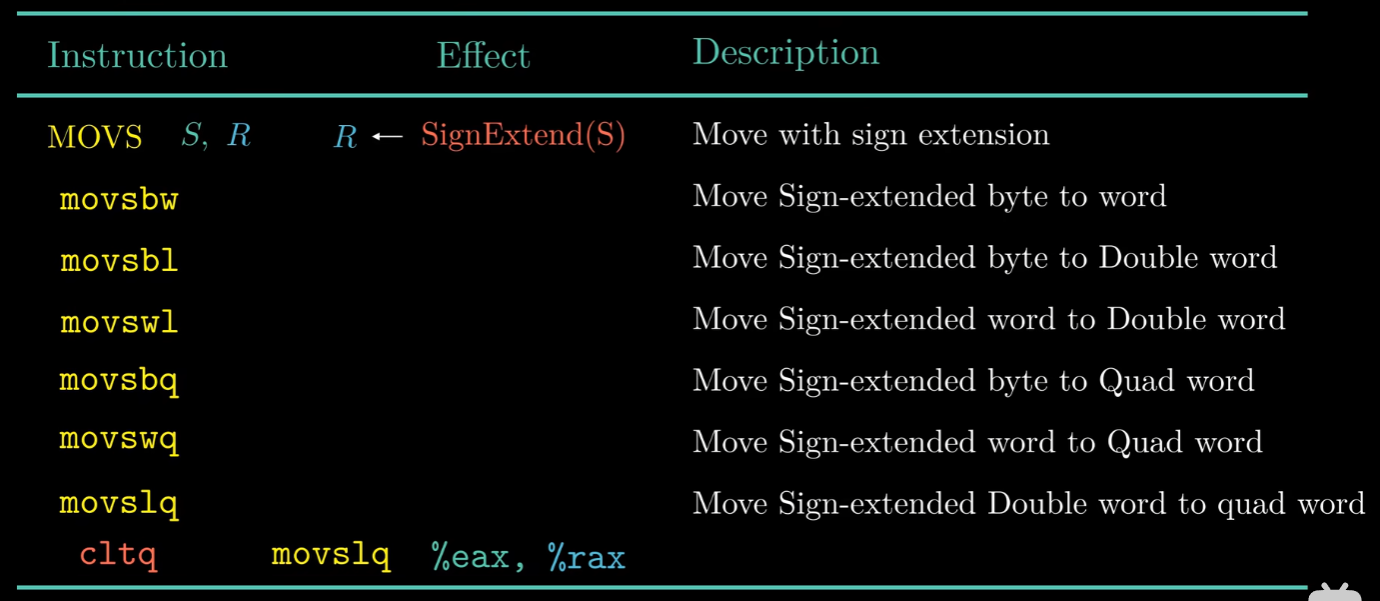 Instruction Effect Description
MOVS S, R R ← SignExtend(S) Move with sign extension
movsbw Move Sign-extended byte to word
movsbl Move Sign-extended byte to Double word
movswl Move Sign-extended word to Double word
movsbq Move Sign-extended byte to Quad word
movswq Move Sign-extended word to Quad word
movslq Move Sign-extended Double word to quad word
cltq movslq %eax, %rax